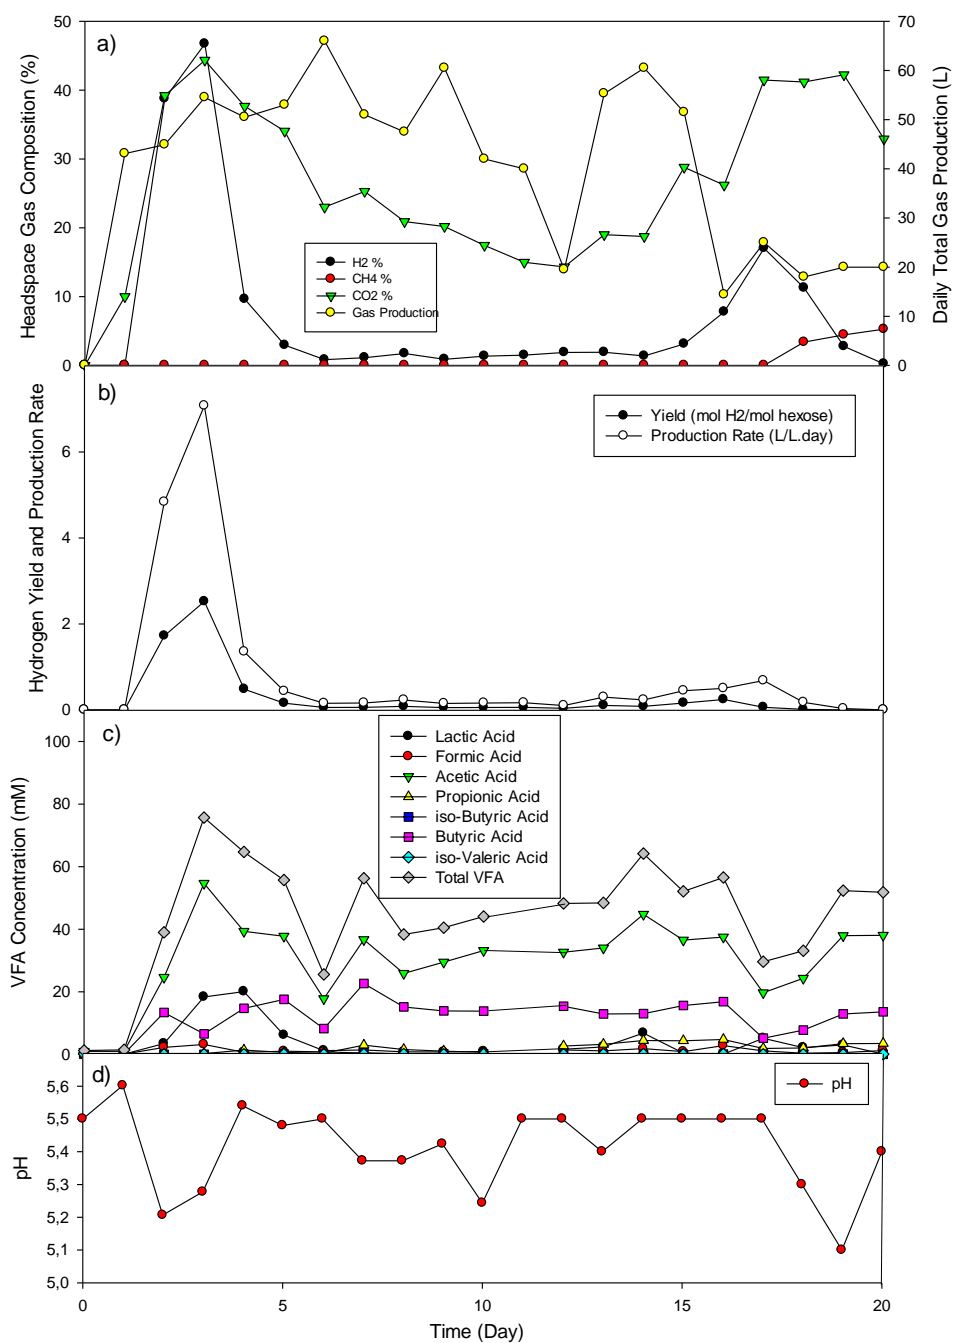 a)
Headspace Gas Composition (%)
50
40
30
20
10
0
Daily Total Gas Production (L)
70
60
50
40
30
20
10
0
H2 %
CH4 %
CO2 %
Gas Production
b)
Hydrogen Yield and Production Rate
6
4
2
0
Yield (mol H2/mol hexose)
Production Rate (L/L.day)
c)
VFA Concentration (mM)
100
80
60
40
20
0
Lactic Acid
Formic Acid
Acetic Acid
Propionic Acid
iso-Butyric Acid
Butyric Acid
iso-Valeric Acid
Total VFA
d)
pH
5,6
5,5
5,4
5,3
5,2
5,1
5,0
pH
0 5 10 15 20
Time (Day)